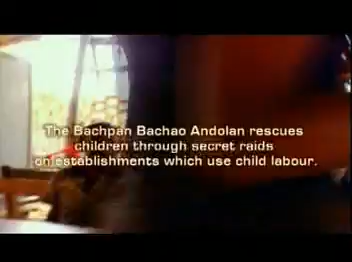 The Bachpan Bachao Andolan rescues
children through secret raids
on establishments which use child labour.